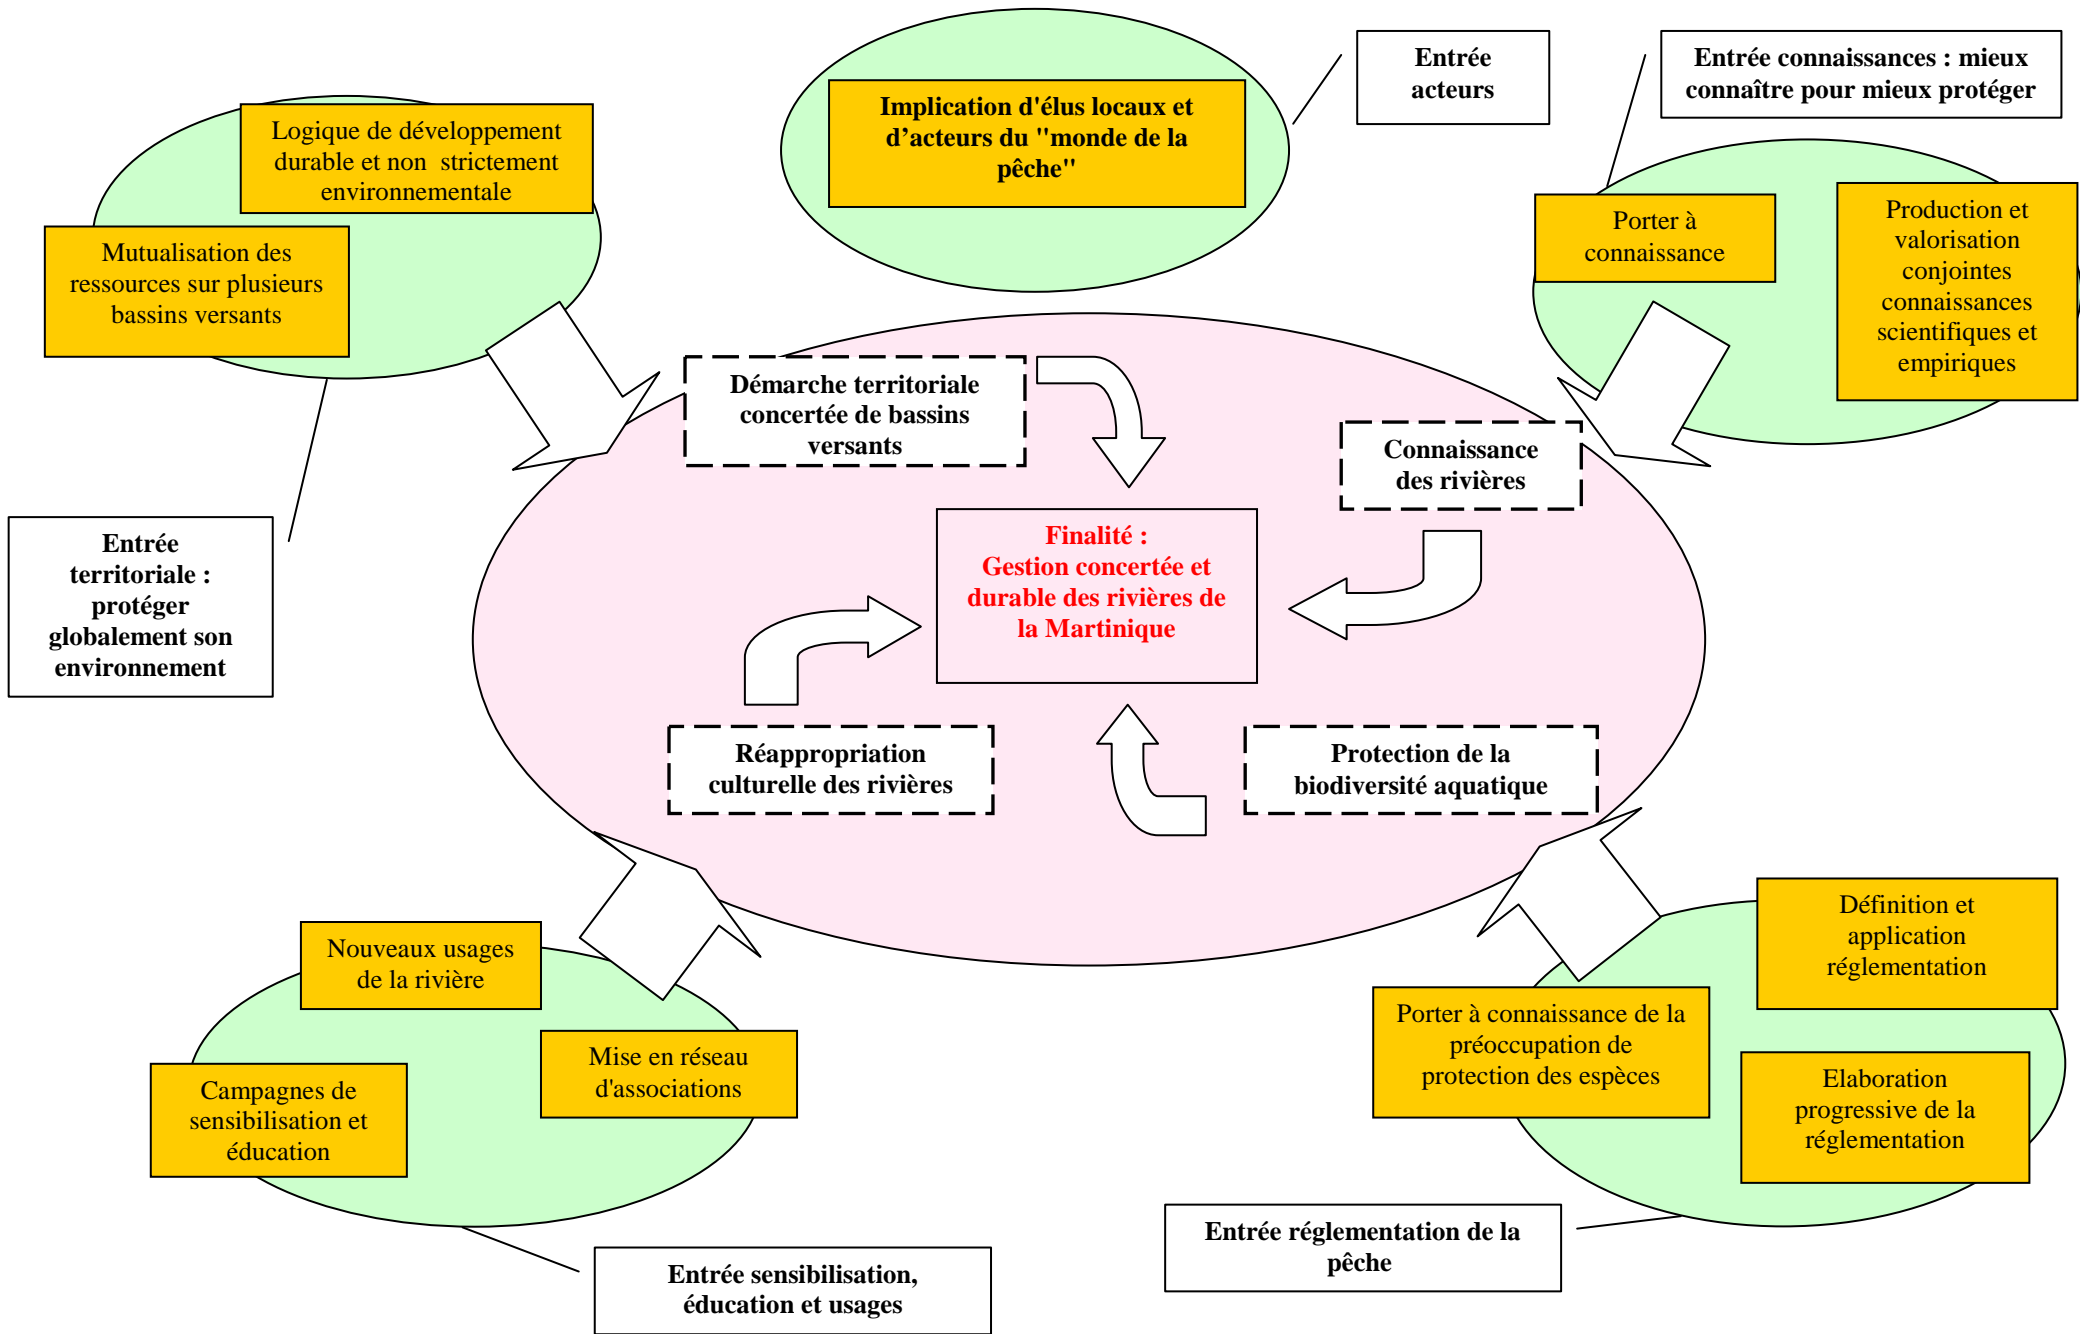 Logique de développement
durable et non strictement
environnementale
Mutualisation des
ressources sur plusieurs
bassins versants
Implication d'élus locaux et
d’acteurs du "monde de la
pêche"
Entrée
acteurs
Entrée connaissances : mieux
connaître pour mieux protéger
Porter à
connaissance
Production et
valorisation
conjointes
connaissances
scientifiques et
empiriques
Démarche territoriale
concertée de bassins
versants
Connaissance
des rivières
Entrée
territoriale :
protéger
globalement son
environnement
Finalité :
Gestion concertée et
durable des rivières de
la Martinique
Réappropriation
culturelle des rivières
Protection de la
biodiversité aquatique
Nouveaux usages
de la rivière
Mise en réseau
d'associations
Campagnes de
sensibilisation et
éducation
Définition et
application
réglementation
Porter à connaissance de la
préoccupation de
protection des espèces
Elaboration
progressive de la
réglementation
Entrée réglementation de la
pêche
Entrée sensibilisation,
éducation et usages